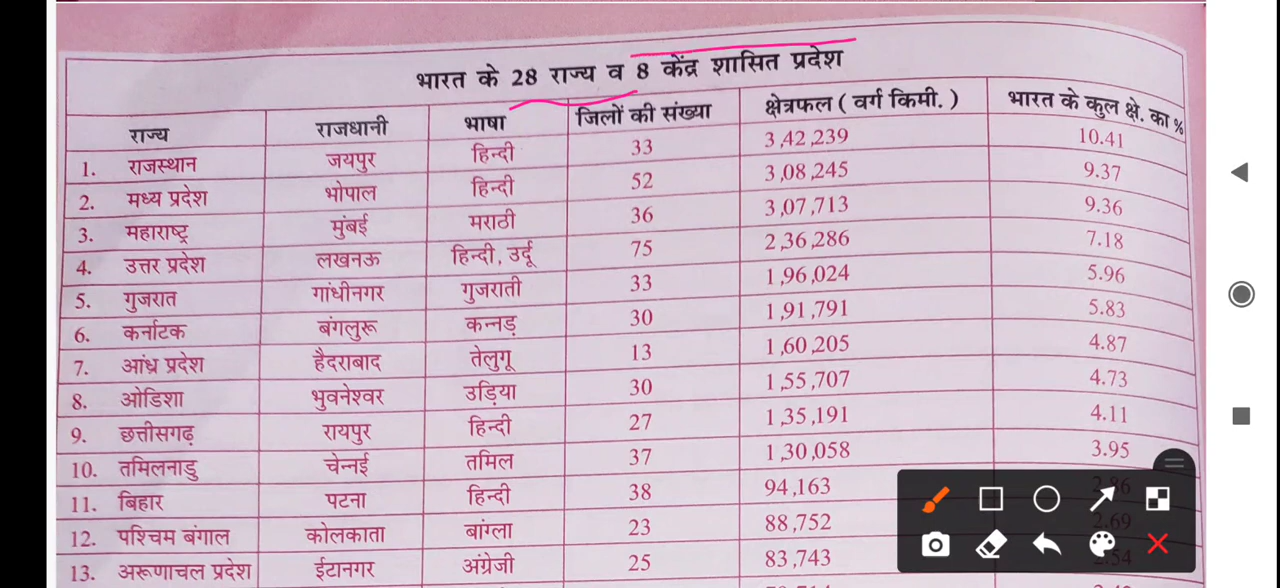 भारत के 28 राज्य व 8 केंद्र शासित प्रदेश
राज्य राजधानी भाषा जिलों की संख्या क्षेत्रफल ( वर्ग किमी. ) भारत के कुल क्षे. का %
1. राजस्थान जयपुर हिन्दी 33 3,42,239 10.41
2. मध्य प्रदेश भोपाल हिन्दी 52 3,08,245 9.37
3. महाराष्ट्र मुंबई मराठी 36 3,07,713 9.36
4. उत्तर प्रदेश लखनऊ हिन्दी, उर्दू 75 2,36,286 7.18
5. गुजरात गांधीनगर गुजराती 33 1,96,024 5.96
6. कर्नाटक बंगलुरू कन्नड़ 30 1,91,791 5.83
7. आंध्र प्रदेश हैदराबाद तेलुगू 13 1,60,205 4.87
8. ओडिशा भुवनेश्वर उड़िया 30 1,55,707 4.73
9. छत्तीसगढ़ रायपुर हिन्दी 27 1,35,191 4.11
10. तमिलनाडु चेन्नई तमिल 37 1,30,058 3.95
11. बिहार पटना हिन्दी 38 94,163
12. पश्चिम बंगाल कोलकाता बांग्ला 23 88,752 2.69
13. अरूणाचल प्रदेश ईटानगर अंग्रेजी 25 83,743